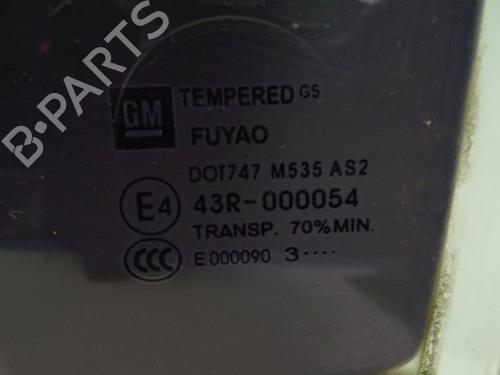 GM TEMPERED GS
FUYAO
DOT747 M535 AS2
E4 43R-000054
TRANSP. 70%MIN.
CCC E000090 3....
B-PARTS